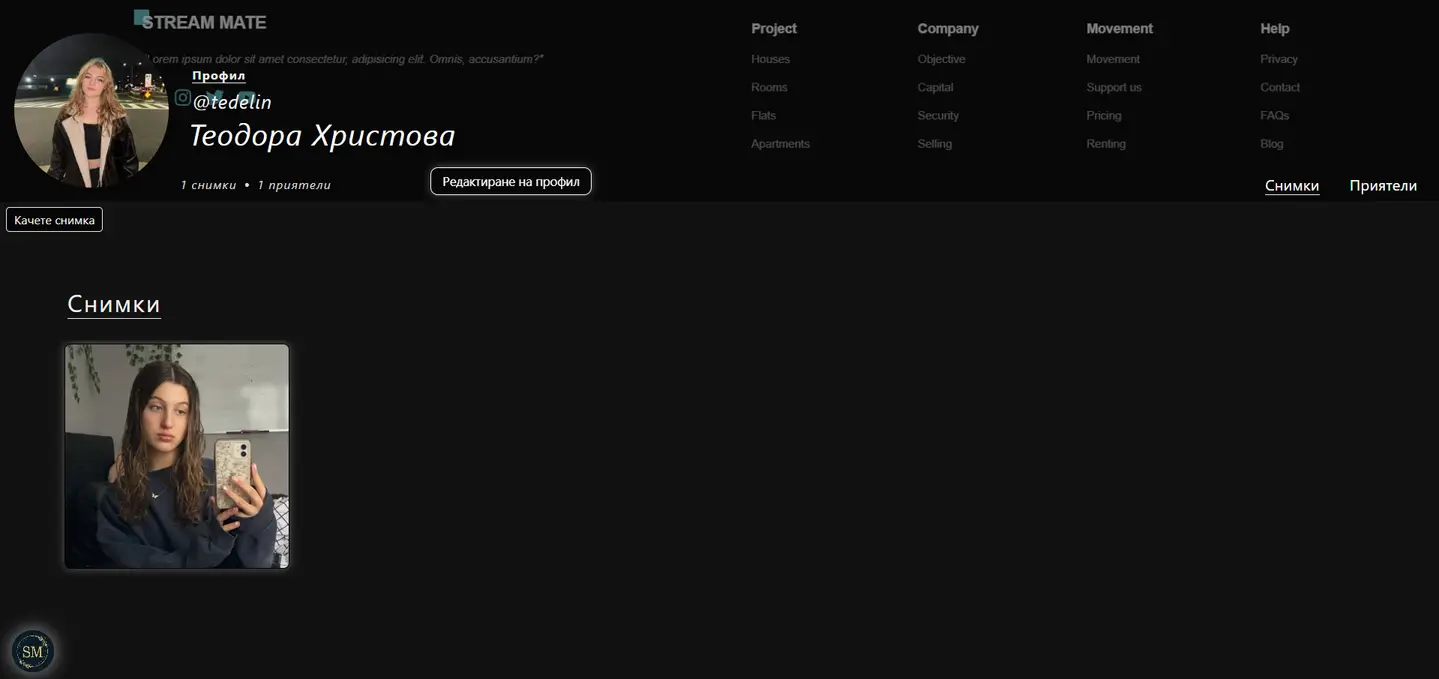 STREAM MATE
"Lorem ipsum dolor sit amet consectetur, adipisicing elit. Omnis, accusantium?"
Профил
@tedelin
Теодора Христова
1 снимки • 1 приятели
Редактиране на профил
Project
Houses
Rooms
Flats
Apartments
Company
Objective
Capital
Security
Selling
Movement
Movement
Support us
Pricing
Renting
Help
Privacy
Contact
FAQs
Blog
Снимки
Приятели
Качете снимка
Снимки
SM